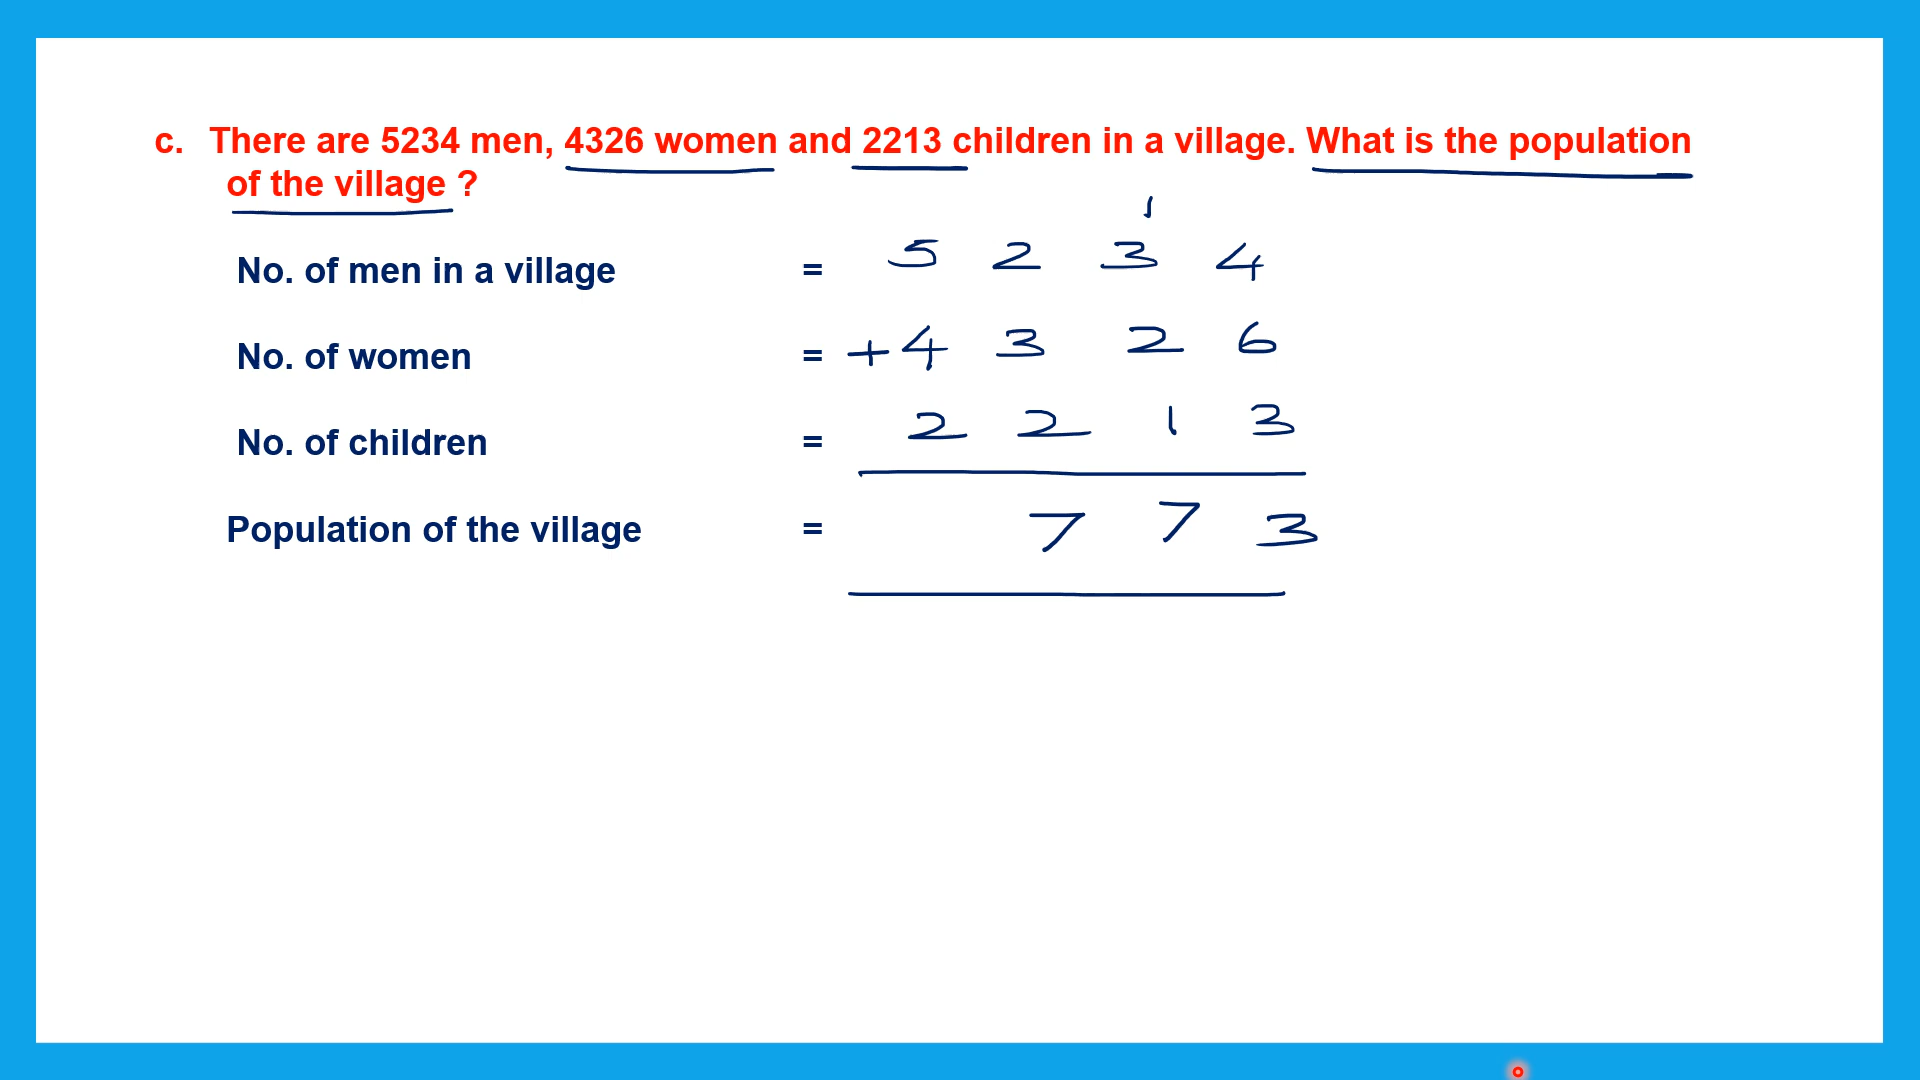 c. There are 5234 men, 4326 women and 2213 children in a village. What is the population
of the village ?
1
No. of men in a village = 5 2 3 4
No. of women = + 4 3 2 6
No. of children = 2 2 1 3
Population of the village = 7 7 3